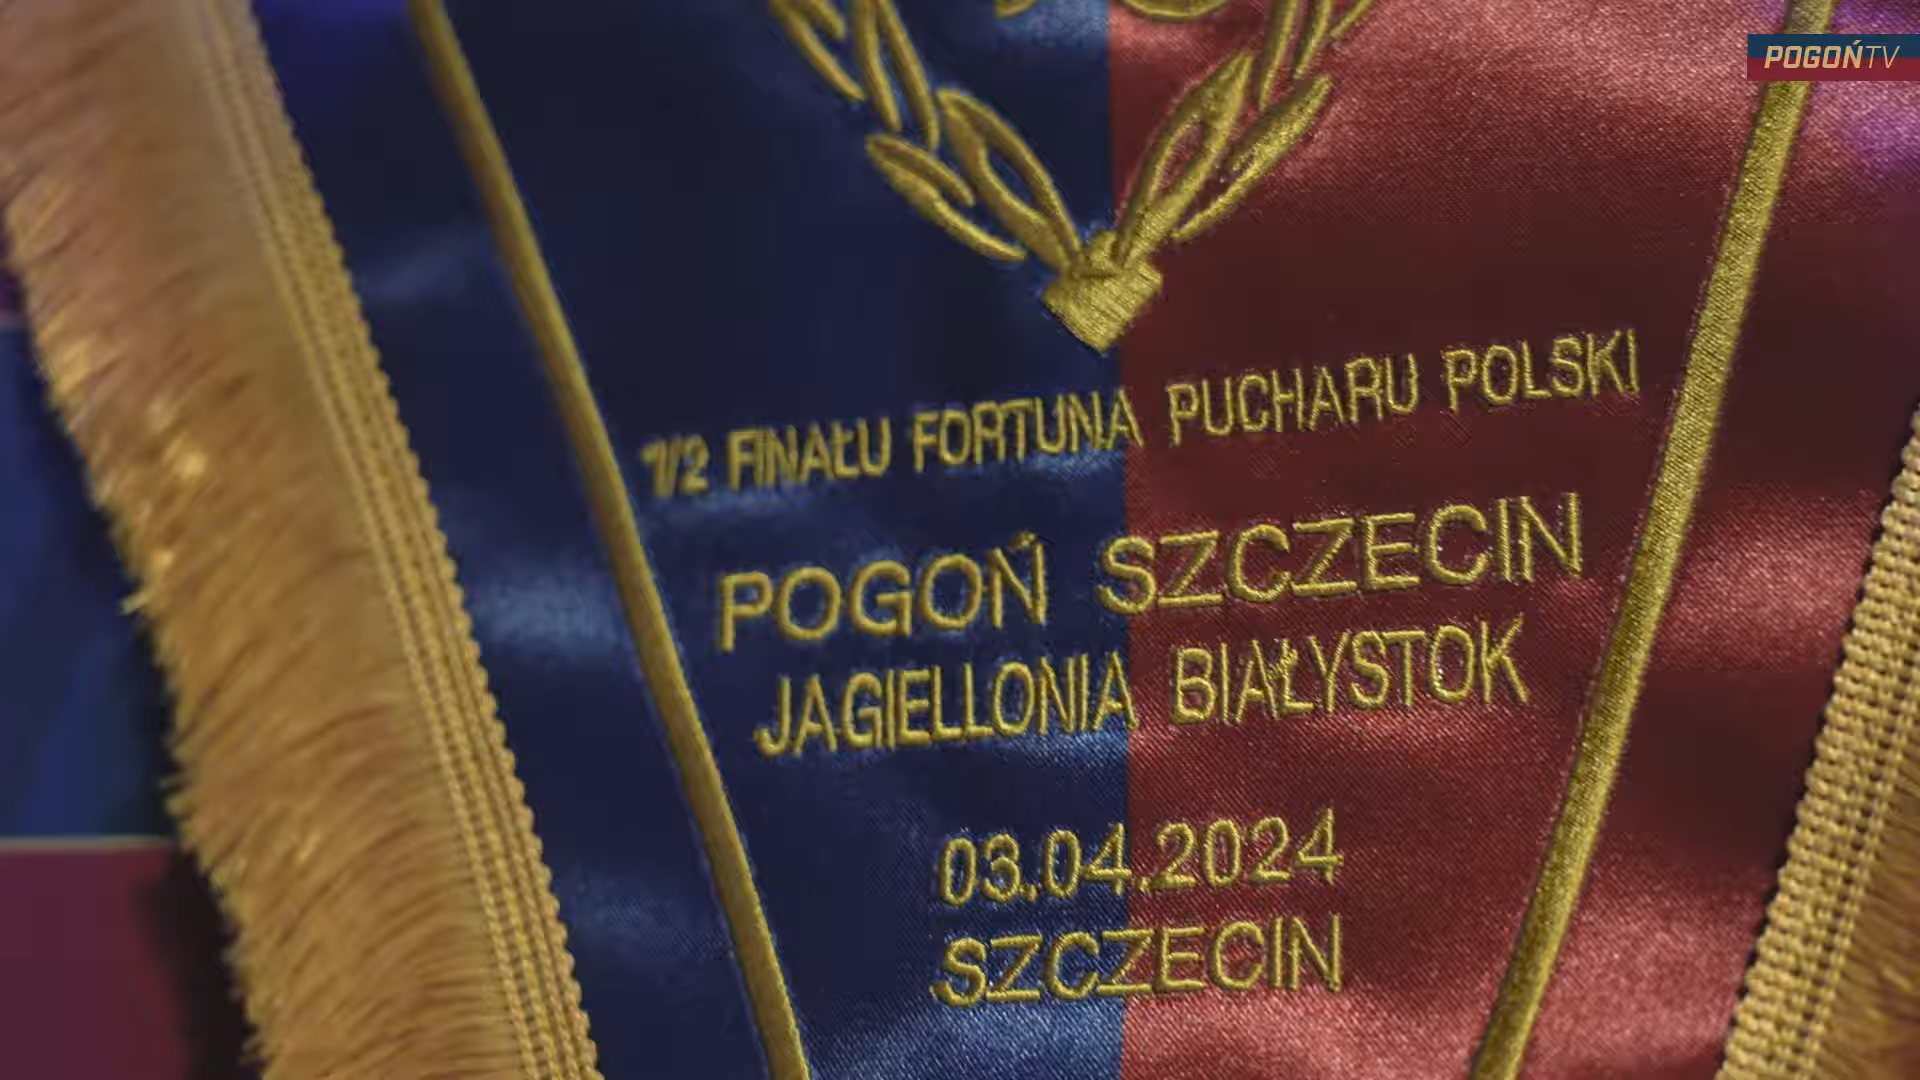 POGOŃTV
1/2 FINAŁU FORTUNA PUCHARU POLSKI
POGOŃ SZCZECIN
JAGIELLONIA BIAŁYSTOK
03.04.2024
SZCZECIN